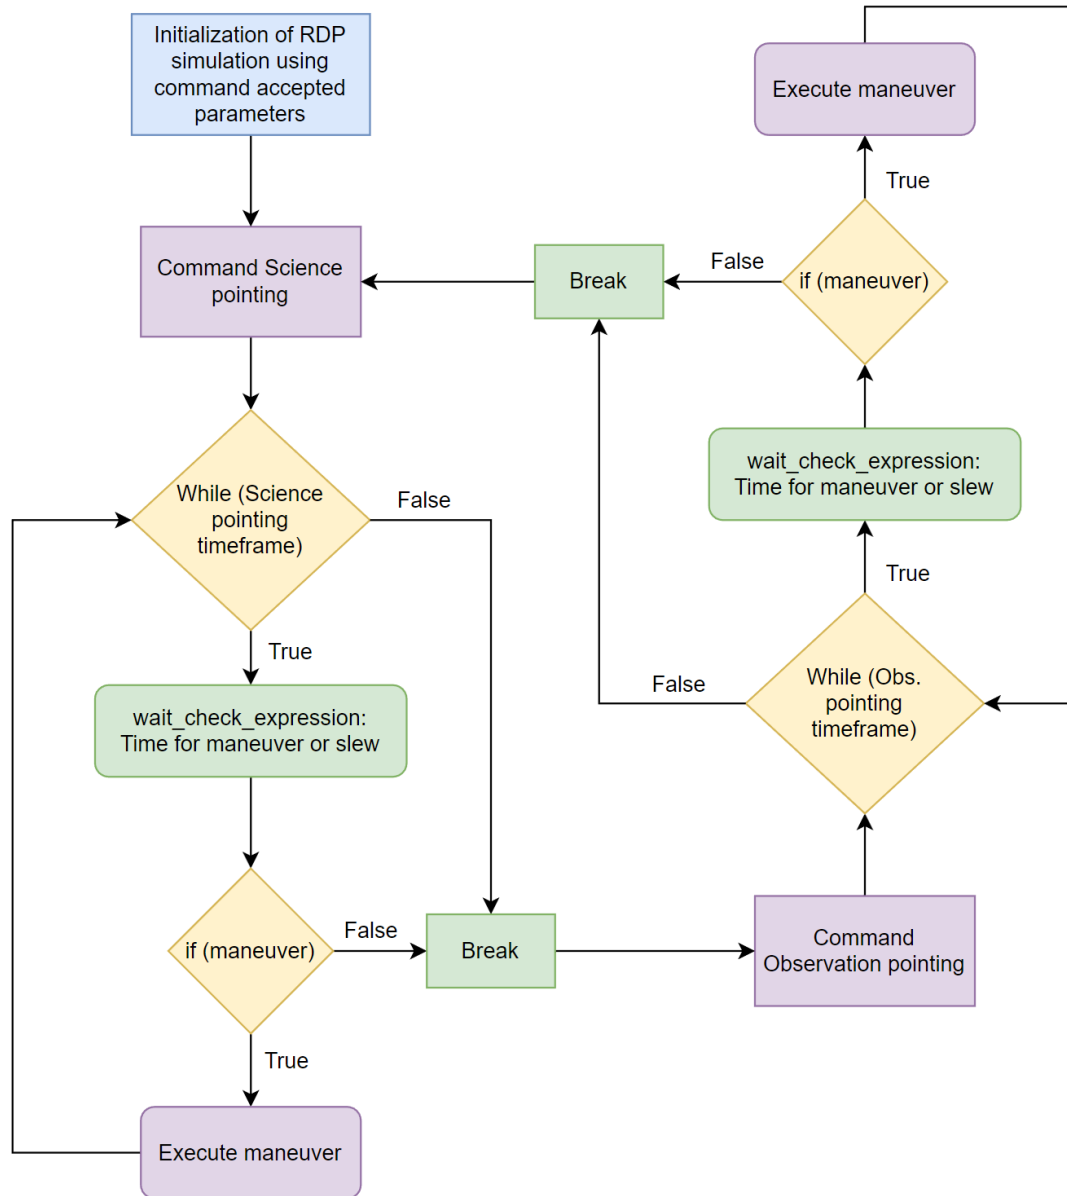 Initialization of RDP
simulation using
command accepted
parameters
Command Science
pointing
While (Science
pointing
timeframe)
False
True
wait_check_expression:
Time for maneuver or slew
if (maneuver)
False
Break
True
Execute maneuver
Command
Observation pointing
While (Obs.
pointing
timeframe)
False
True
wait_check_expression:
Time for maneuver or slew
if (maneuver)
False
Break
True
Execute maneuver